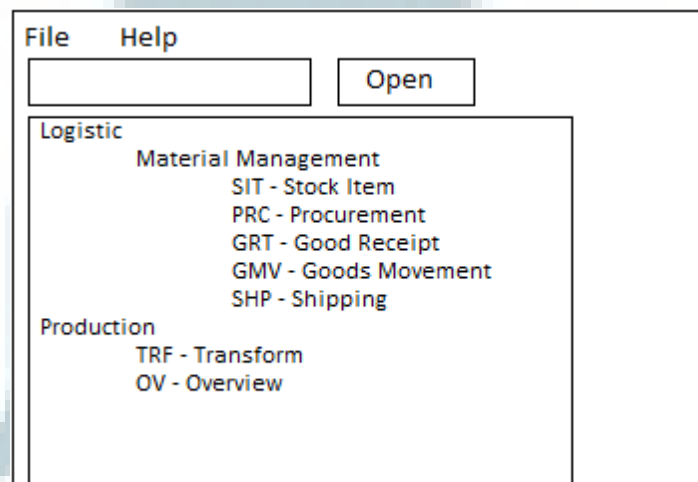 File Help
Open
Logistic
Material Management
SIT - Stock Item
PRC - Procurement
GRT - Good Receipt
GMV - Goods Movement
SHP - Shipping
Production
TRF - Transform
OV - Overview